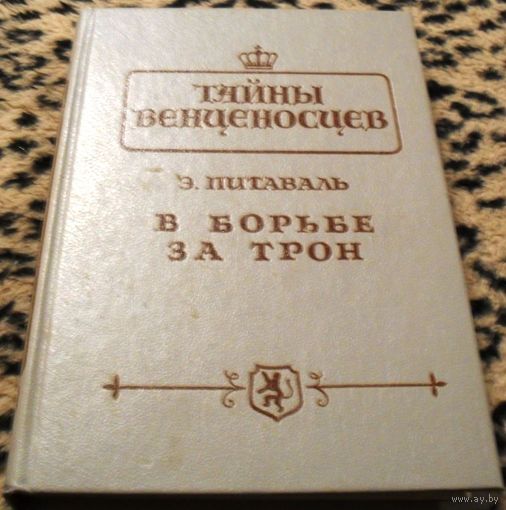 ТАЙНЫ
ВЕНЦЕНОСЦЕВ
Э. ПИТАВАЛЬ
В БОРЬБЕ
ЗА ТРОН
www.ay.by